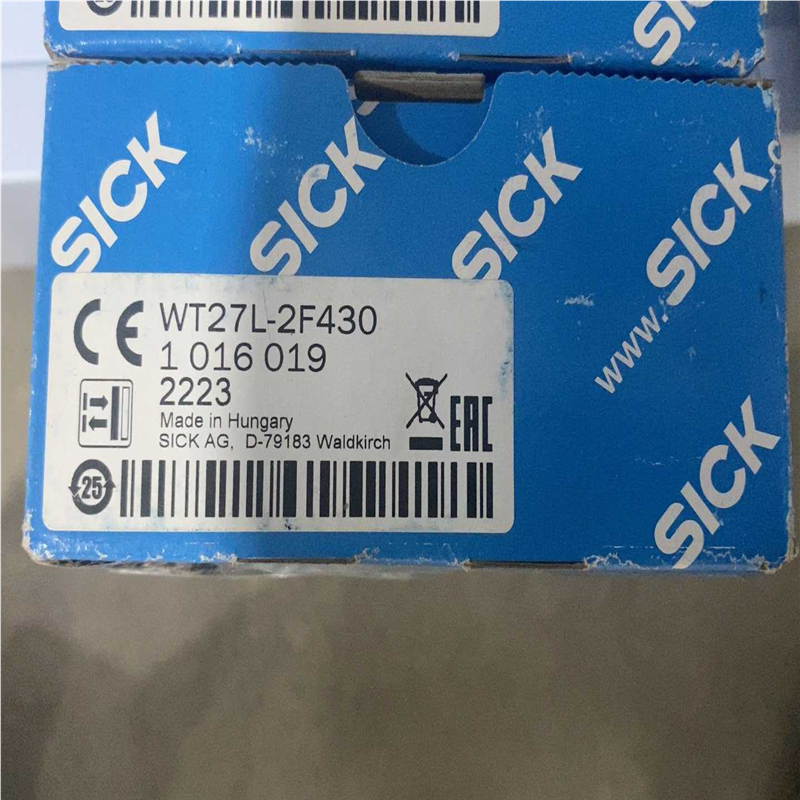 SICK
SICK
SICK
SICK
www.SICK.c
SICK
CE WT27L-2F430
1 016 019
2223
Made in Hungary
SICK AG, D-79183 Waldkirch
EAC
25